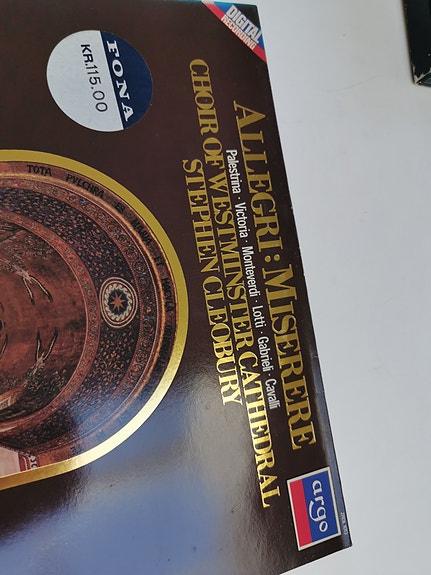 DIGITAL
RECORDING
FONA
KR.115.00
ALLEGRI: MISERERE
Palestrina · Victoria · Monteverdi · Lotti · Gabrieli · Cavalli
CHOIR OF WESTMINSTER CATHEDRAL
STEPHEN CLEOBURY
argo
TOTA PVLCHRA